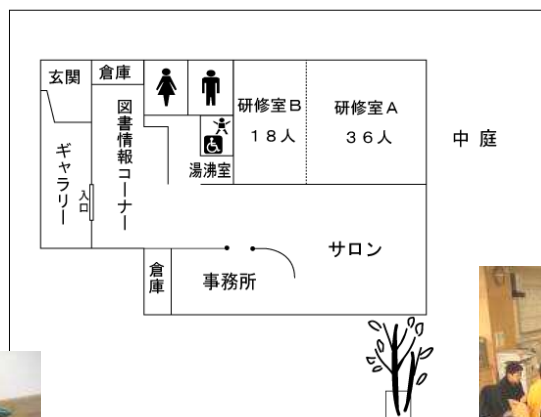 玄関
倉庫
研修室B
18人
研修室A
36人
中庭
図書情報コーナー
ギャラリー
入口
湯沸室
サロン
倉庫
事務所